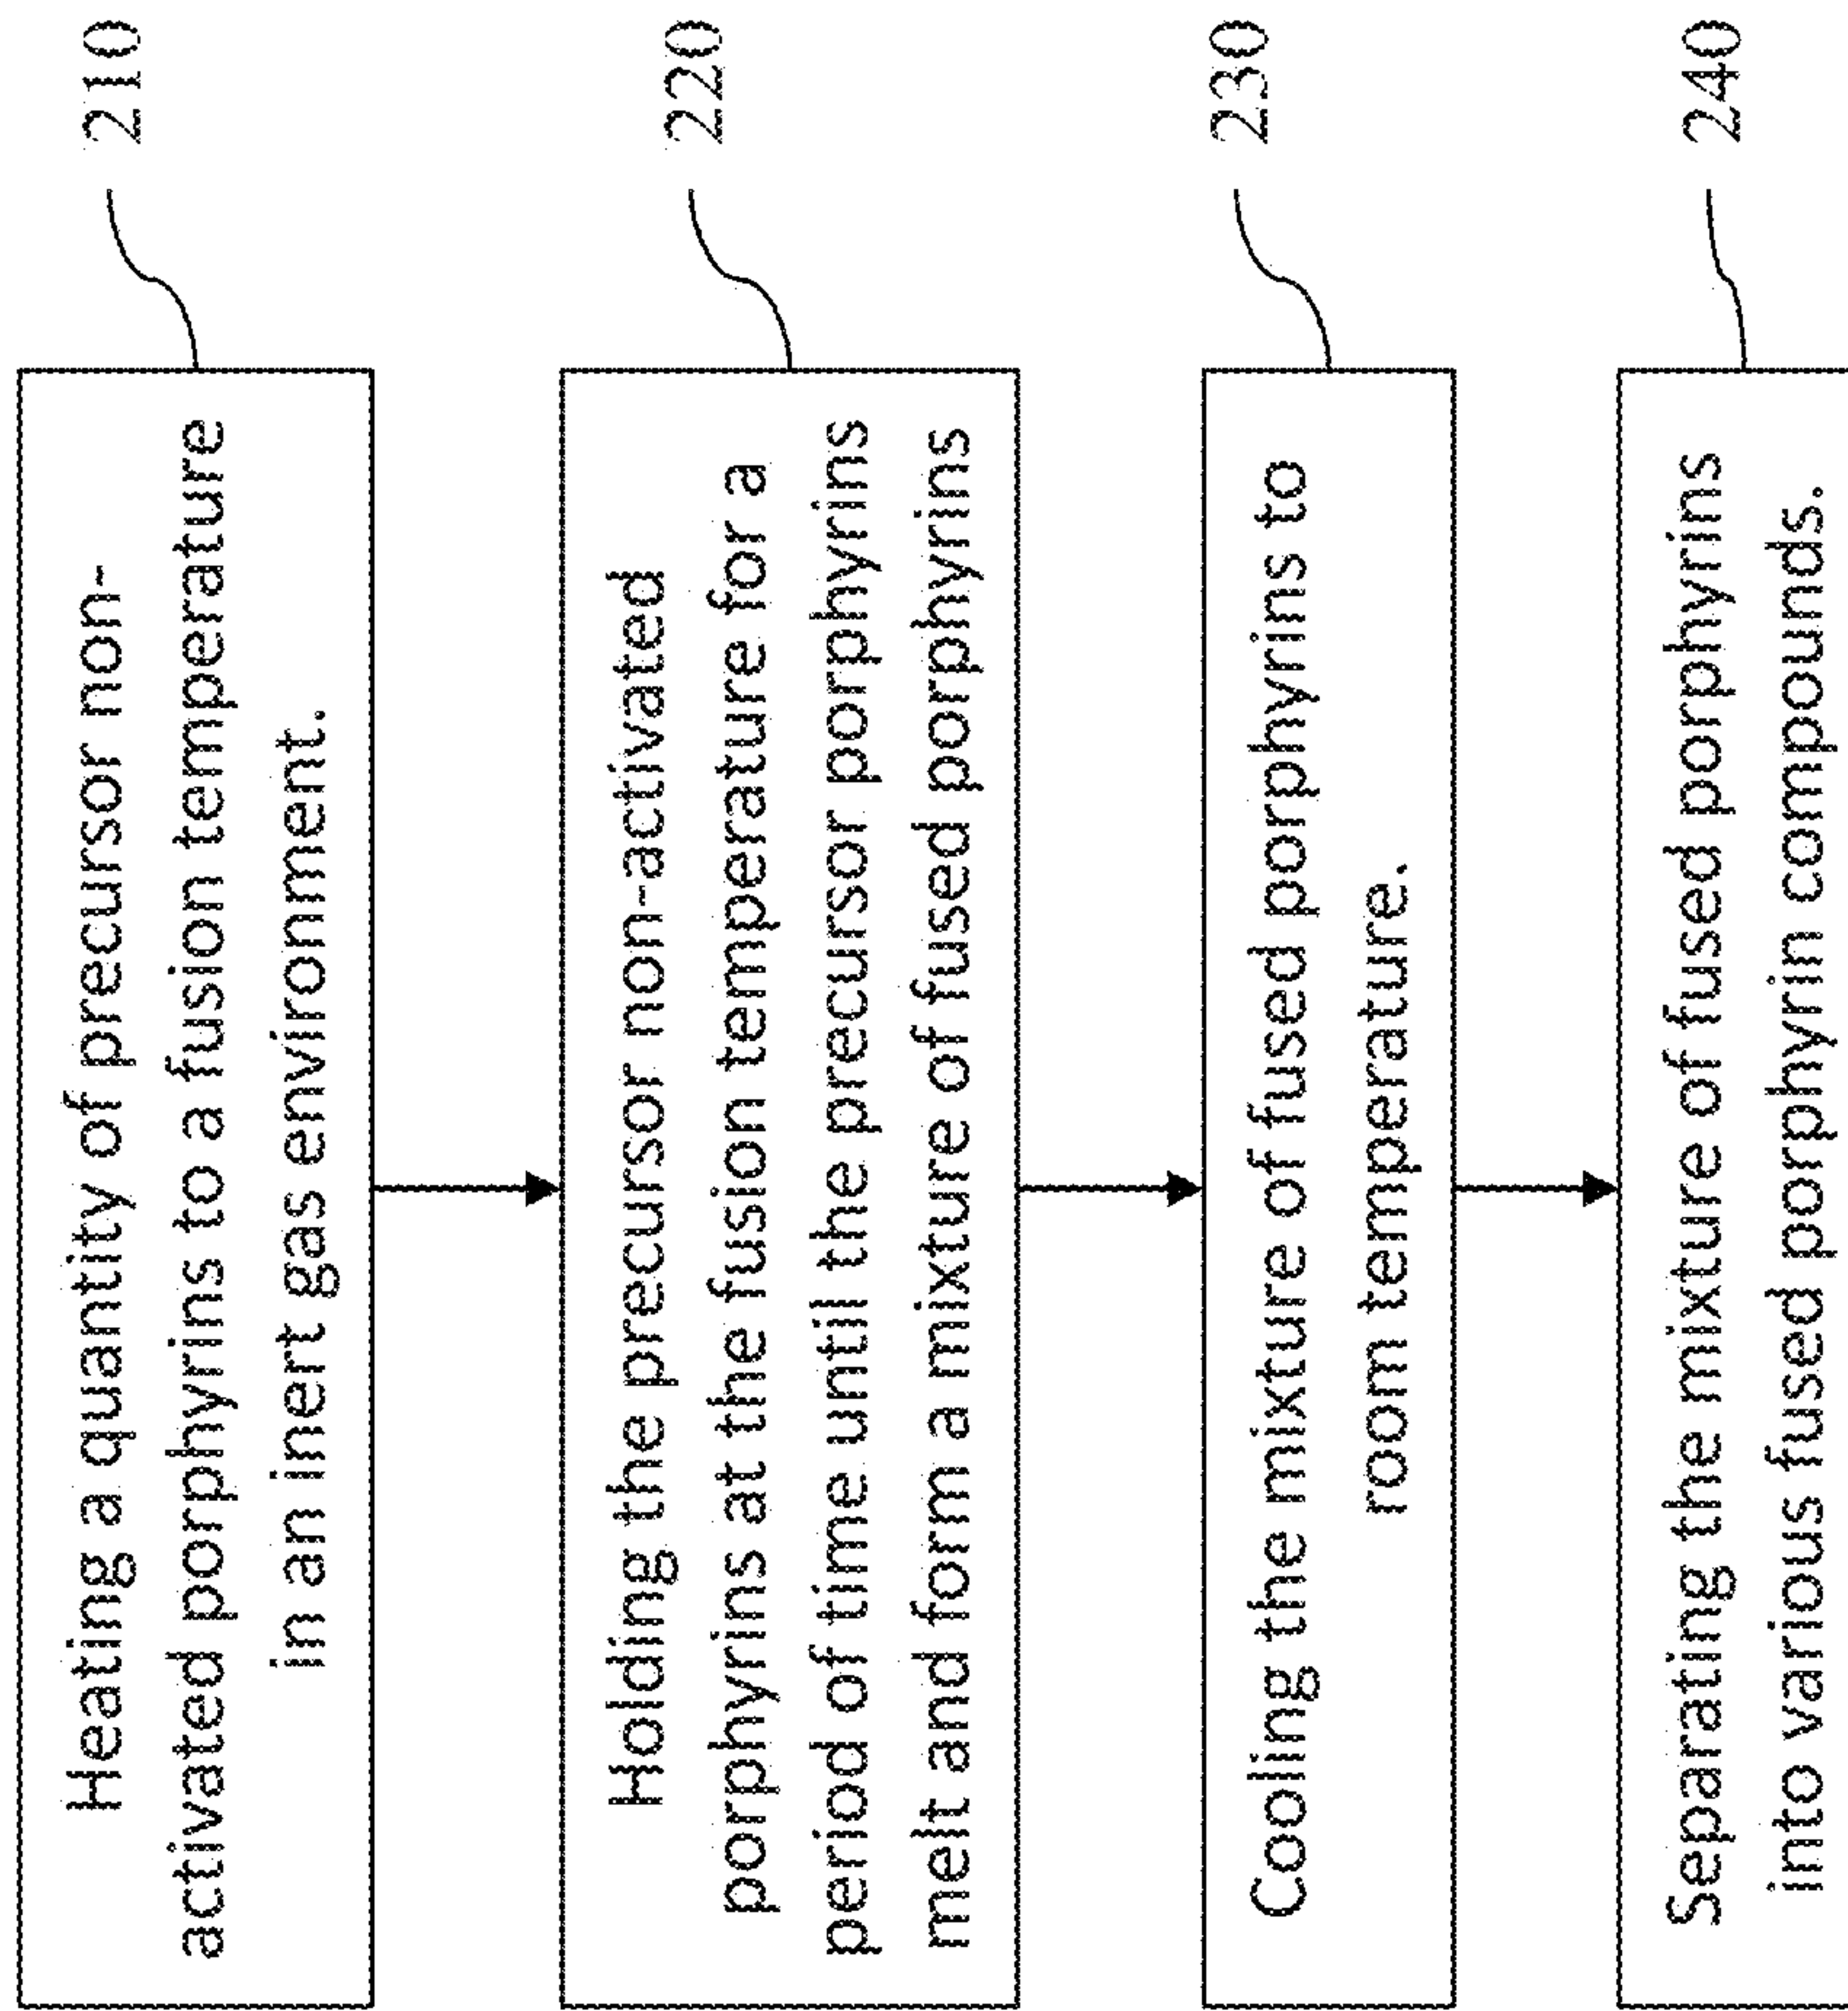 Heating a quantity of precursor non-
activated porphyrins to a fusion temperature
in an inert gas environment.
210
Holding the precursor non-activated
porphyrins at the fusion temperature for a
period of time until the precursor porphyrins
melt and form a mixture of fused porphyrins
220
Cooling the mixture of fused porphyrins to
room temperature.
230
Separating the mixture of fused porphyrins
into various fused porphyrin compounds.
240